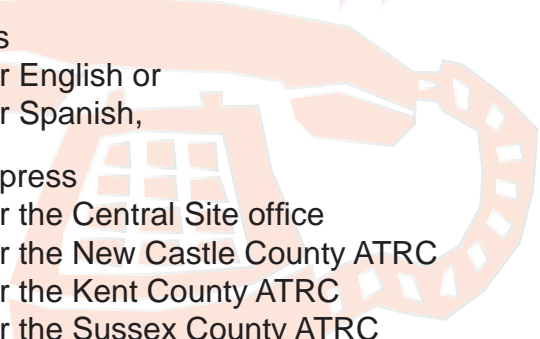 s
r English or
r Spanish,
press
r the Central Site office
r the New Castle County ATRC
r the Kent County ATRC
r the Sussex County ATRC